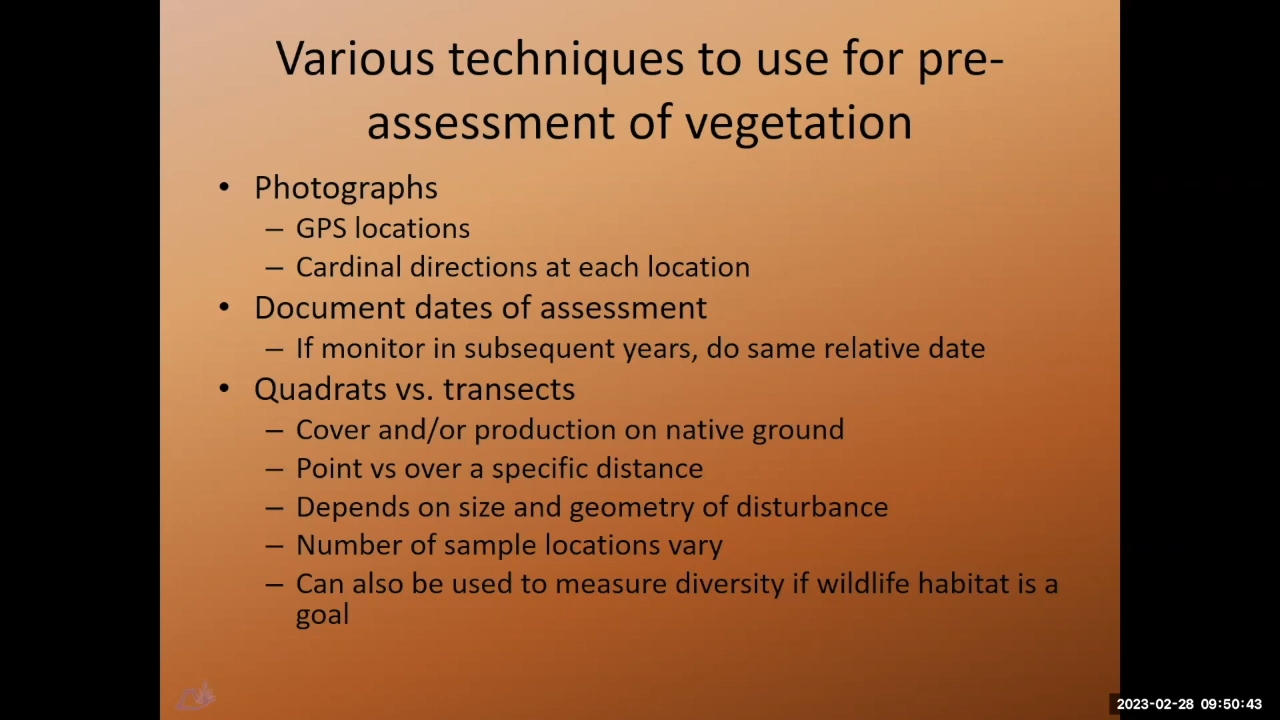 Various techniques to use for pre-
assessment of vegetation
• Photographs
– GPS locations
– Cardinal directions at each location
• Document dates of assessment
– If monitor in subsequent years, do same relative date
• Quadrats vs. transects
– Cover and/or production on native ground
– Point vs over a specific distance
– Depends on size and geometry of disturbance
– Number of sample locations vary
– Can also be used to measure diversity if wildlife habitat is a
goal
2023-02-28 09:50:43